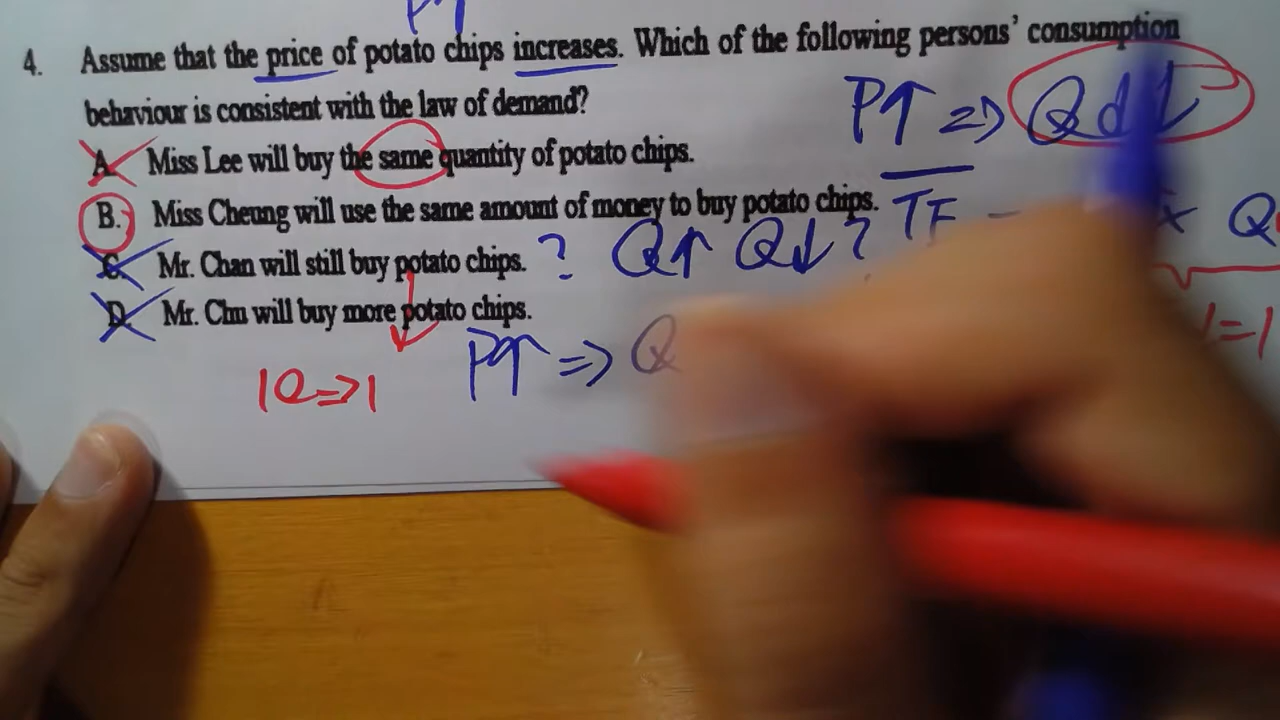 P↑
4. Assume that the price of potato chips increases. Which of the following persons' consumption
behaviour is consistent with the law of demand?
P↑ => Qd↓
A. Miss Lee will buy the same quantity of potato chips.
B. Miss Cheung will use the same amount of money to buy potato chips.
TE x Q
C. Mr. Chan will still buy potato chips. ? Q↑ Q↓ ?
D. Mr. Chu will buy more potato chips.
P↑ => Q
=1
10=>1